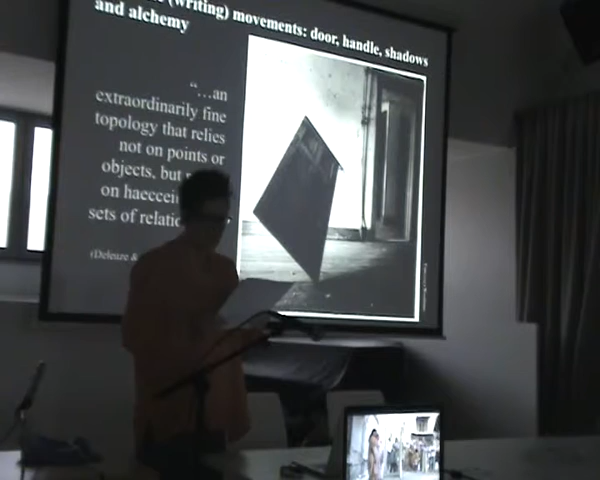 (writing) movements: door, handle, shadows
and alchemy
“…an
extraordinarily fine
topology that relies
not on points or
objects, but
on haecceit
sets of relatio
(Deleuze &